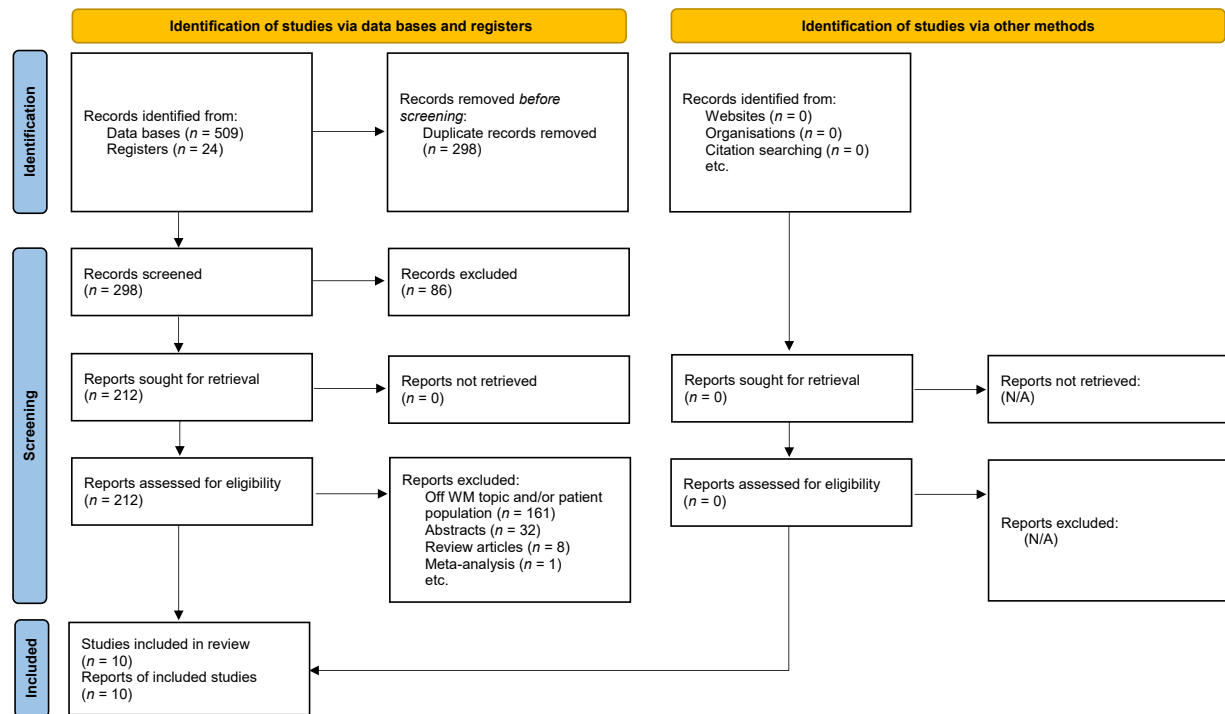 Identification of studies via data bases and registers
Identification of studies via other methods
Identification
Records identified from:
Data bases (n = 509)
Registers (n = 24)
Records removed before
screening:
Duplicate records removed
(n = 298)
Records identified from:
Websites (n = 0)
Organisations (n = 0)
Citation searching (n = 0)
etc.
Screening
Records screened
(n = 298)
Records excluded
(n = 86)
Reports sought for retrieval
(n = 212)
Reports not retrieved
(n = 0)
Reports sought for retrieval
(n = 0)
Reports not retrieved:
(N/A)
Reports assessed for eligibility
(n = 212)
Reports excluded:
Off WM topic and/or patient
population (n = 161)
Abstracts (n = 32)
Review articles (n = 8)
Meta-analysis (n = 1)
etc.
Reports assessed for eligibility
(n = 0)
Reports excluded:
(N/A)
Included
Studies included in review
(n = 10)
Reports of included studies
(n = 10)